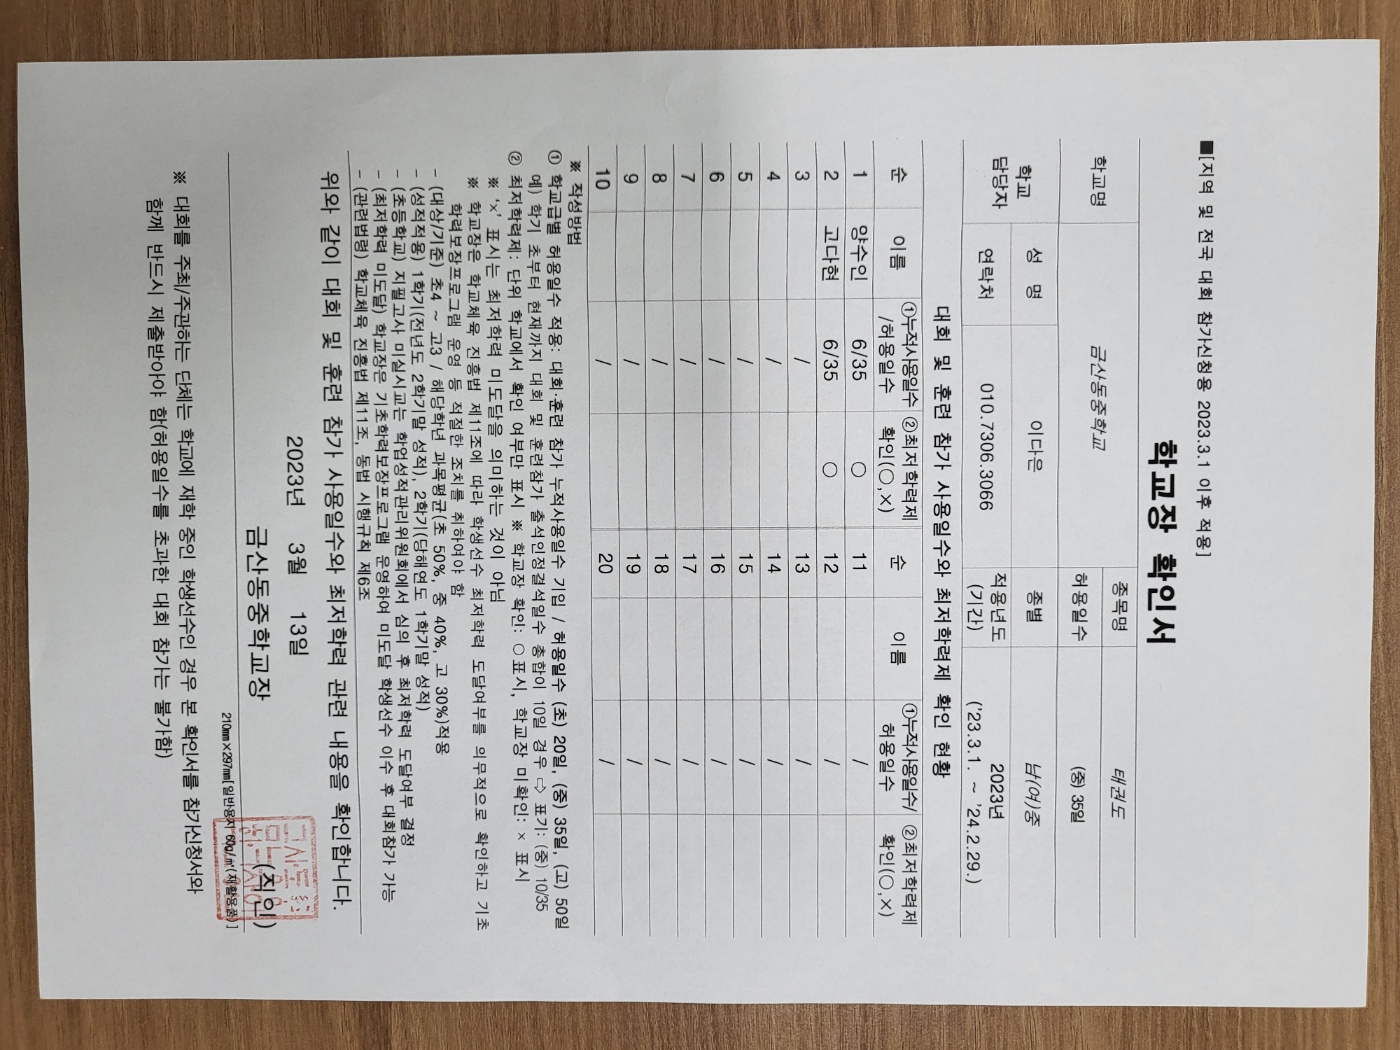 ■[지역 및 전국 대회 참가신청용 2023.3.1 이후 적용]
학교장 확인서
학교명 금산동중학교 종목명 태권도
허용일수 (중) 35일
학교 담당자 성 명 이다은 종별 남(여)중
연락처 010.7306.3066 적용년도 (기간) 2023년 ('23.3.1. ~ '24.2.29.)
대회 및 훈련 참가 사용일수와 최저학력제 확인 현황
순 이름 ①누적사용일수 /허용일수 ②최저학력제 확인(○,×) 순 이름 ①누적사용일수/ 허용일수 ②최저학력제 확인(○,×)
1 양수인 6/35 ○ 11 /
2 고다현 6/35 ○ 12 /
3 / 13 /
4 / 14 /
5 / 15 /
6 / 16 /
7 / 17 /
8 / 18 /
9 / 19 /
10 / 20 /
※ 작성방법
① 학교급별 허용일수 적용: 대회·훈련 참가 누적사용일수 기입 / 허용일수 (초) 20일, (중) 35일, (고) 50일
예) 학기 초부터 현재까지 대회 및 훈련참가 출석인정결석일수 총합이 10일 경우 ⇨ 표기: (중) 10/35
② 최저학력제: 단위 학교에서 확인 여부만 표시 ※ 학교장 확인: ○ 표시, 학교장 미확인: × 표시
※ '×' 표시는 최저학력 미도달을 의미하는 것이 아님
※ 학교장은 학교체육 진흥법 제11조에 따라 학생선수 최저학력 도달여부를 의무적으로 확인하고 기초
학력보장프로그램 운영 등 적절한 조치를 취하여야 함
- (대상/기준) 초4 ~ 고3 / 해당학년 과목평균(초 50%, 중 40%, 고 30%)적용
- (성적적용) 1학기(전년도 2학기말 성적), 2학기(당해연도 1학기말 성적)
- (초등학교) 지필고사 미실시교는 학업성적관리위원회에서 심의 후 최저학력 도달여부 결정
- (최저학력 미도달) 학교장은 기초학력보장프로그램 운영하여 미도달 학생선수 이수 후 대회참가 가능
- (관련법령) 학교체육 진흥법 제11조, 동법 시행규칙 제6조
위와 같이 대회 및 훈련 참가 사용일수와 최저학력 관련 내용을 확인합니다.
2023년 3월 13일
금산동중학교장 (직인)
210㎜×297㎜[일반용지 60g/㎡(재활용품)]
※ 대회를 주최/주관하는 단체는 학교에 재학 중인 학생선수인 경우 본 확인서를 참가신청서와
함께 반드시 제출받아야 함(허용일수를 초과한 대회 참가는 불가함)